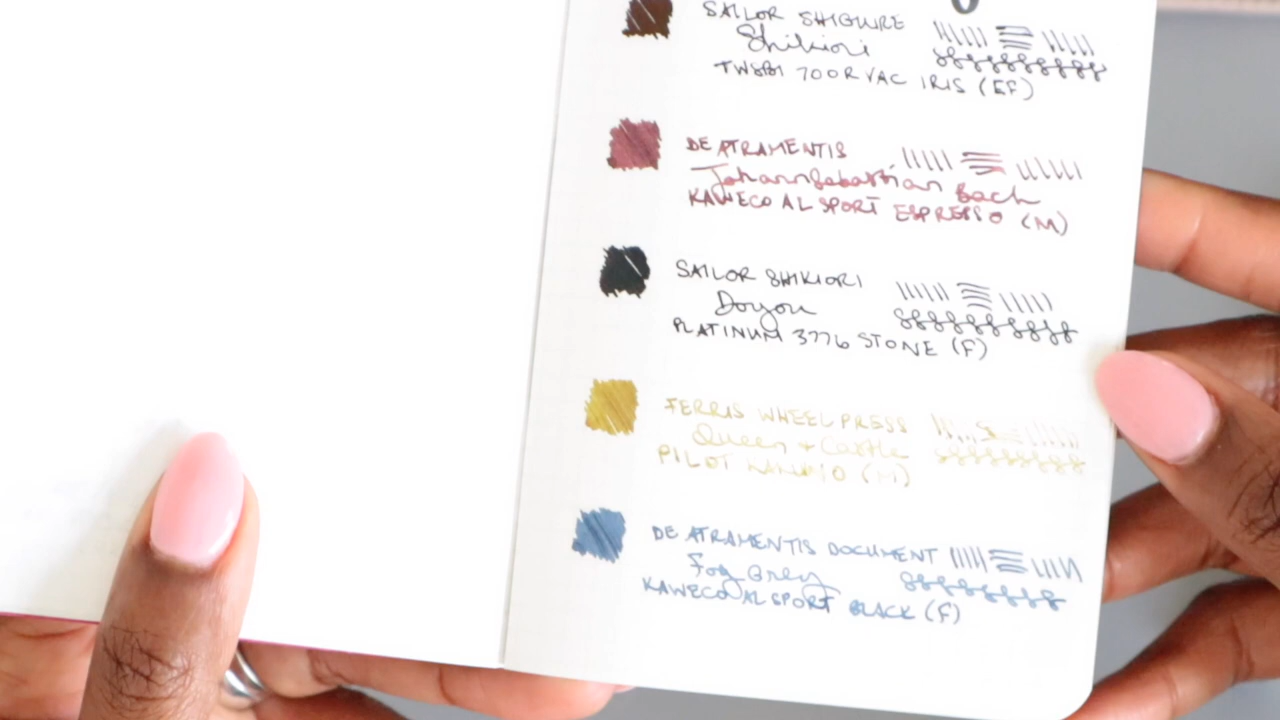 SAILOR SHIGURE
Shikiori
TWSBI 700R VAC IRIS (EF)
DE ATRAMENTIS
Johann Sebastian Bach
KAWECO AL SPORT ESPRESSO (M)
SAILOR SHIKIORI
Doyou
PLATINUM 3776 STONE (F)
FERRIS WHEEL PRESS
Queen + Castle
PILOT (M)
DE ATRAMENTIS DOCUMENT
Fog Grey
KAWECO AL SPORT BLACK (F)